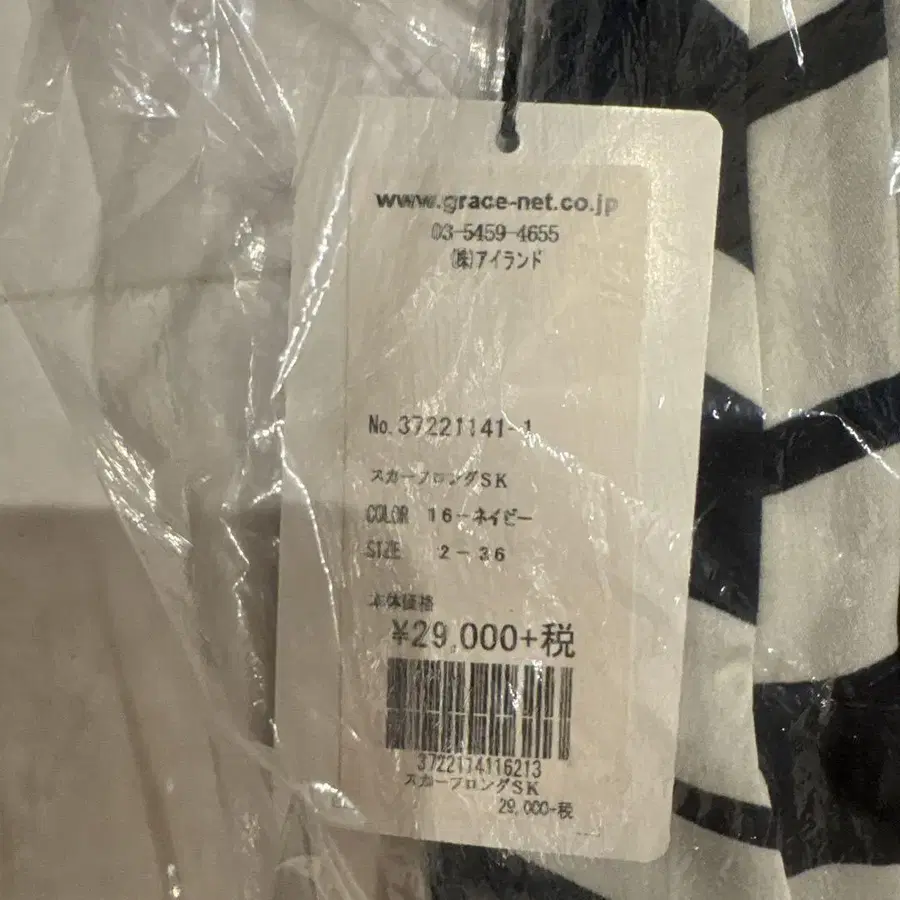 www.grace-net.co.jp
03-5459-4655
(株)アイランド
No.37221141-1
スカーフロンダSK
COLOR 16-ネイビー
SIZE 2-36
本体価格
¥29,000+税
3722114116213
スカーフロンダSK
29,000+税